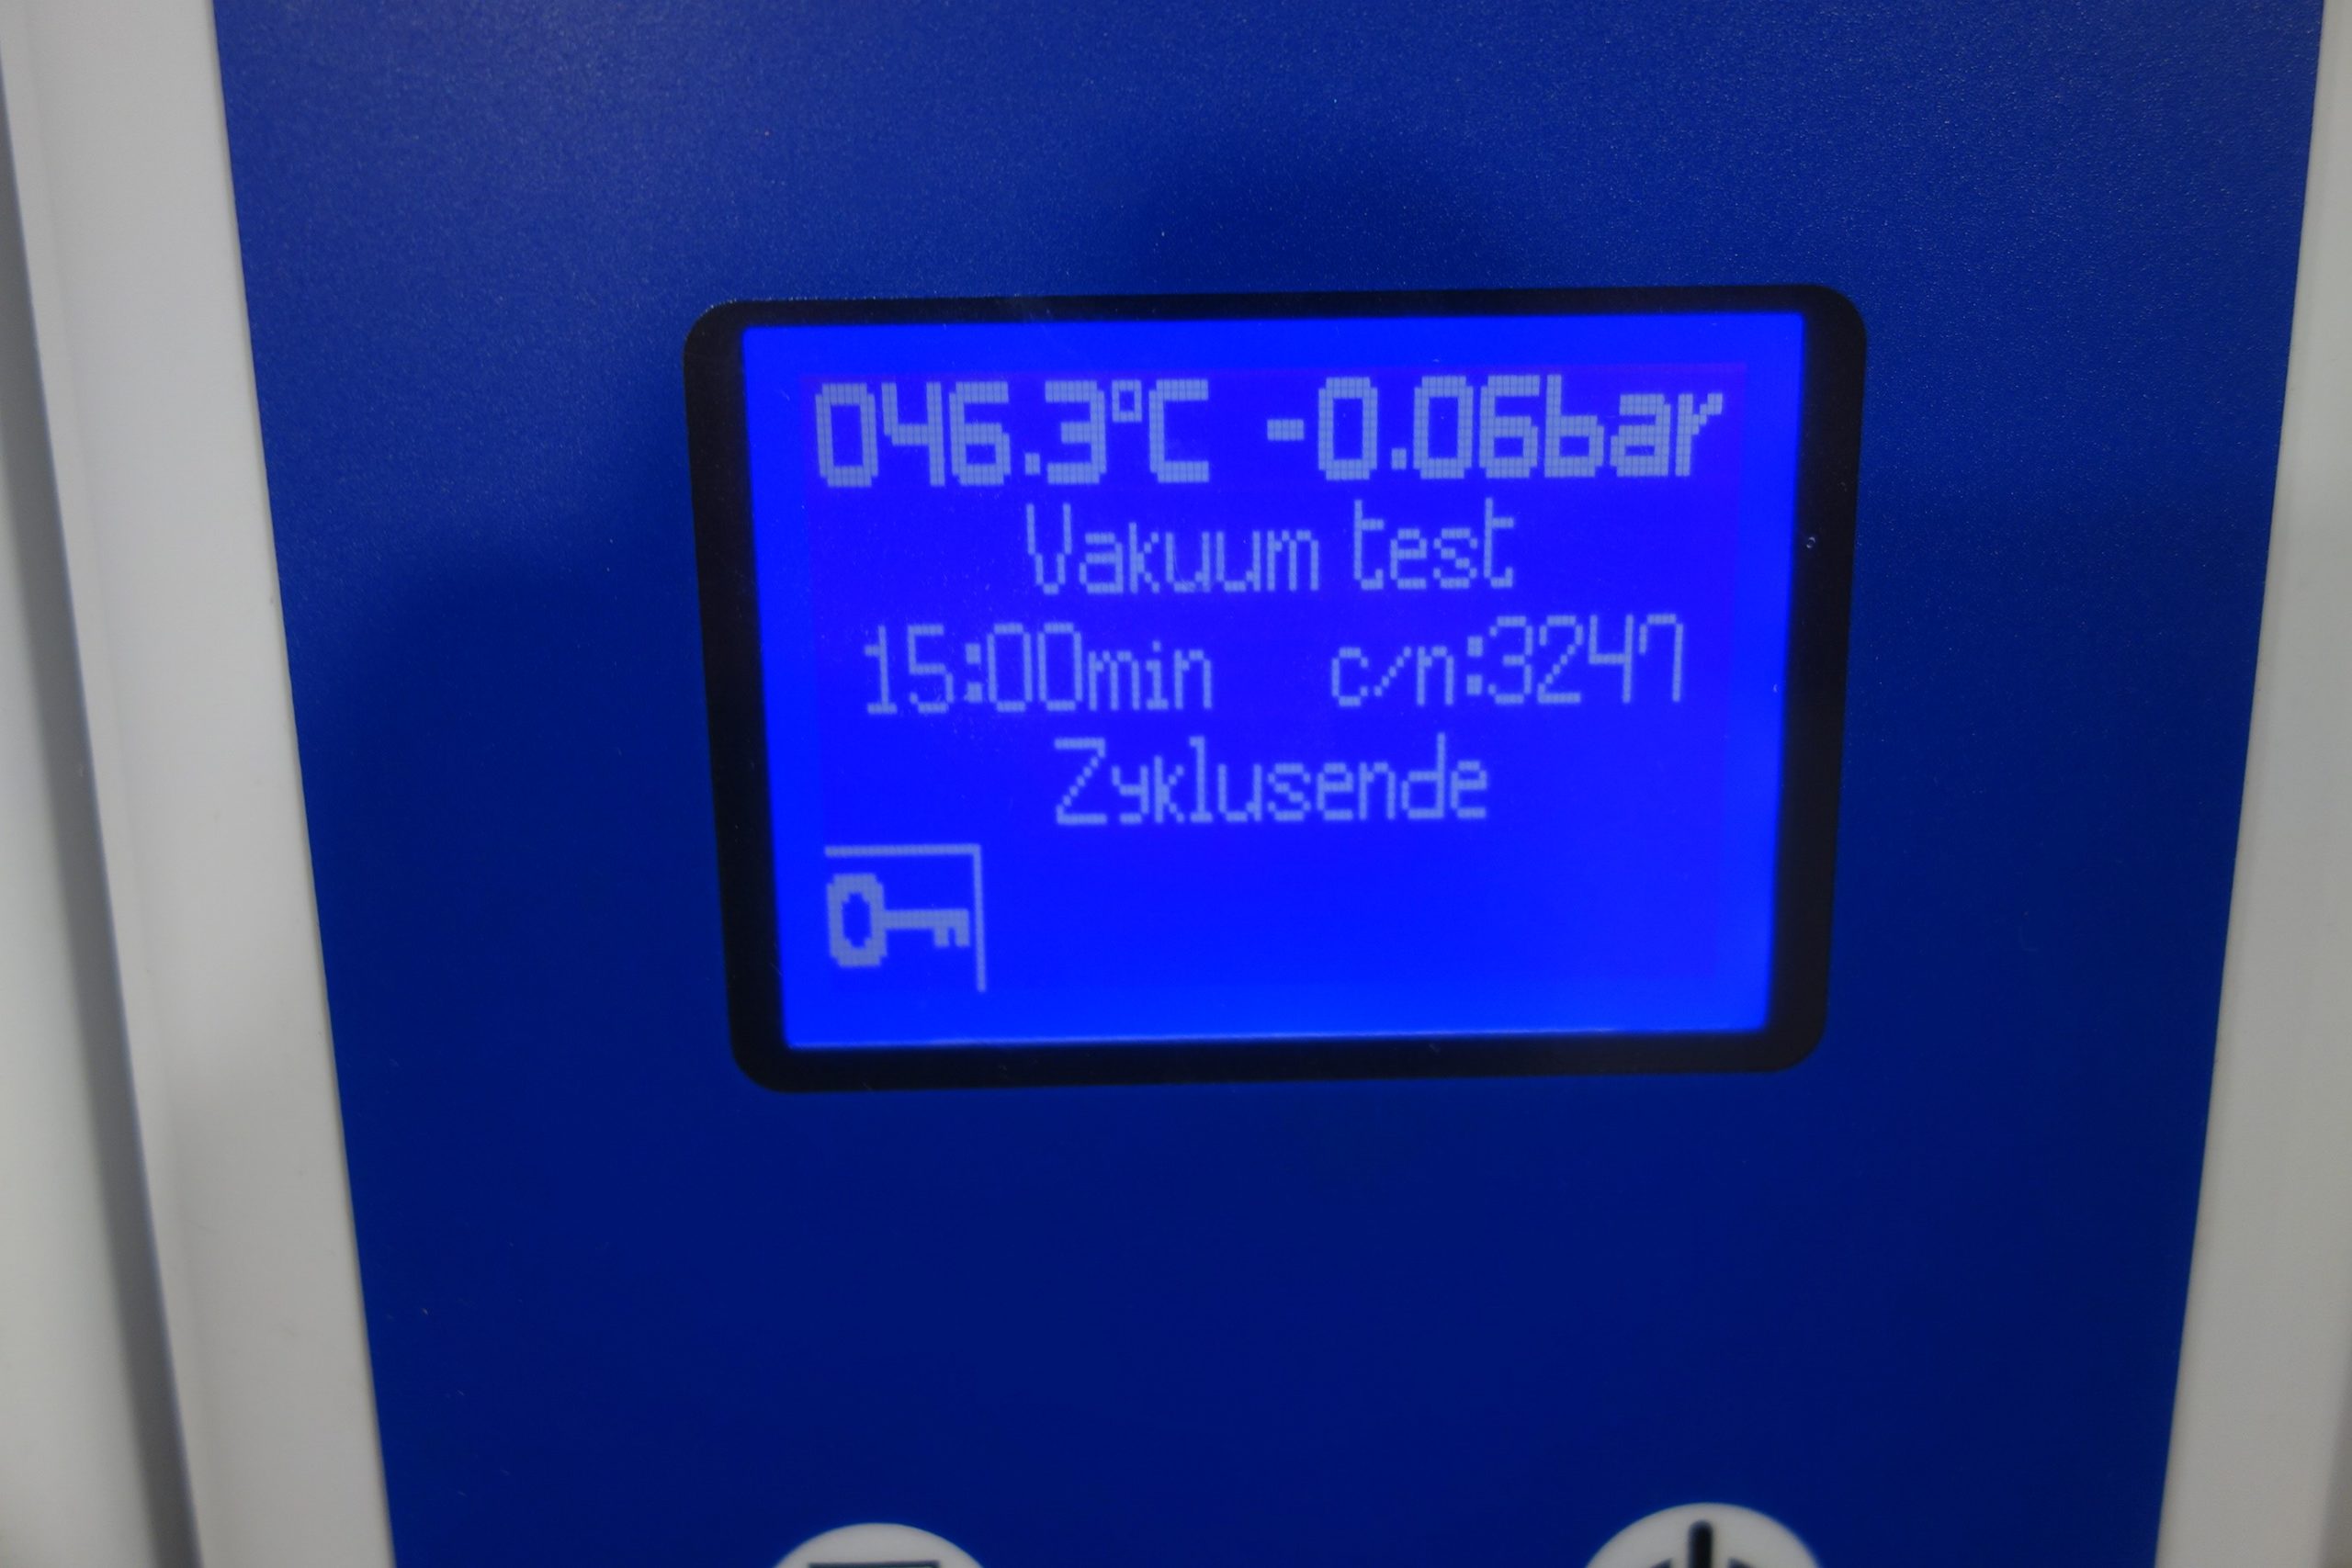 046.3°C -0.06bar
Vakuum test
15:00min c/n:3247
Zyklusende